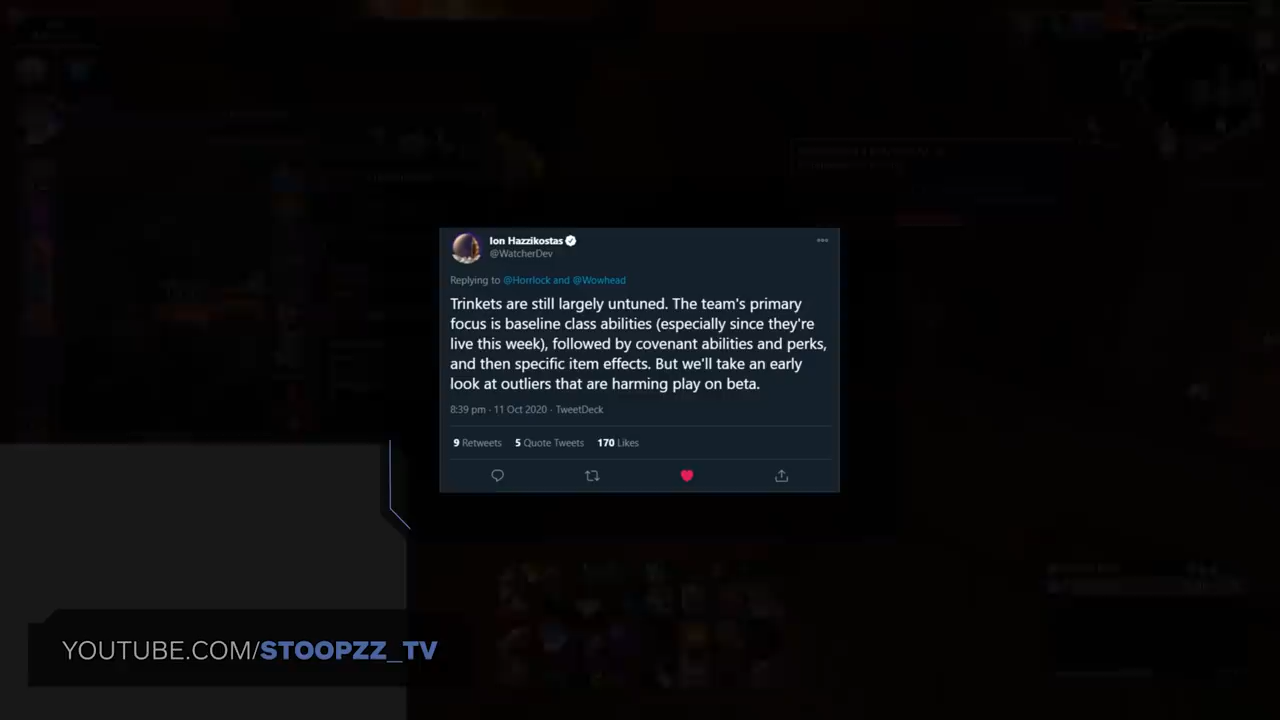 Ion Hazzikostas
@WatcherDev
Replying to @Horrlock and @Wowhead
Trinkets are still largely untuned. The team's primary
focus is baseline class abilities (especially since they're
live this week), followed by covenant abilities and perks,
and then specific item effects. But we'll take an early
look at outliers that are harming play on beta.
8:39 pm · 11 Oct 2020 · TweetDeck
9 Retweets 5 Quote Tweets 170 Likes
YOUTUBE.COM/STOOPZZ_TV